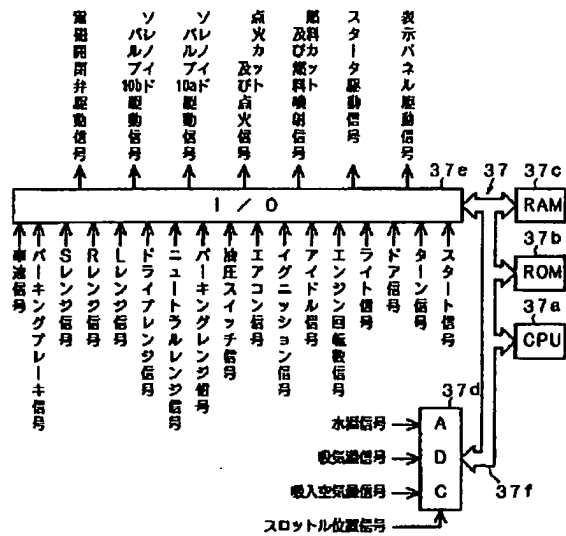 電磁開閉弁駆動信号
ソレノイド
バルブ10b駆動信号
ソレノイド
バルブ10a駆動信号
点火カット
及び点火信号
燃料カット
及び燃料噴射信号
スタータ駆動信号
表示パネル駆動信号
37e
37
37c
I/O
RAM
37b
ROM
37a
CPU
車速信号
パーキングブレーキ信号
Sレンジ信号
Rレンジ信号
Lレンジ信号
ドライブレンジ信号
ニュートラルレンジ信号
パーキングレンジ信号
油圧スイッチ信号
エアコン信号
イグニッション信号
アイドル信号
エンジン回転数信号
ライト信号
ドア信号
ターン信号
スタート信号
37d
水温信号
A
吸気温信号
D
吸入空気量信号
C
37f
スロットル位置信号